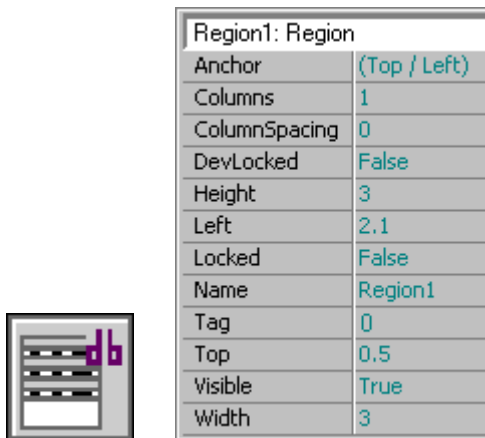 Region1: Region
Anchor (Top / Left)
Columns 1
ColumnSpacing 0
DevLocked False
Height 3
Left 2.1
Locked False
Name Region1
Tag 0
Top 0.5
Visible True
Width 3
db